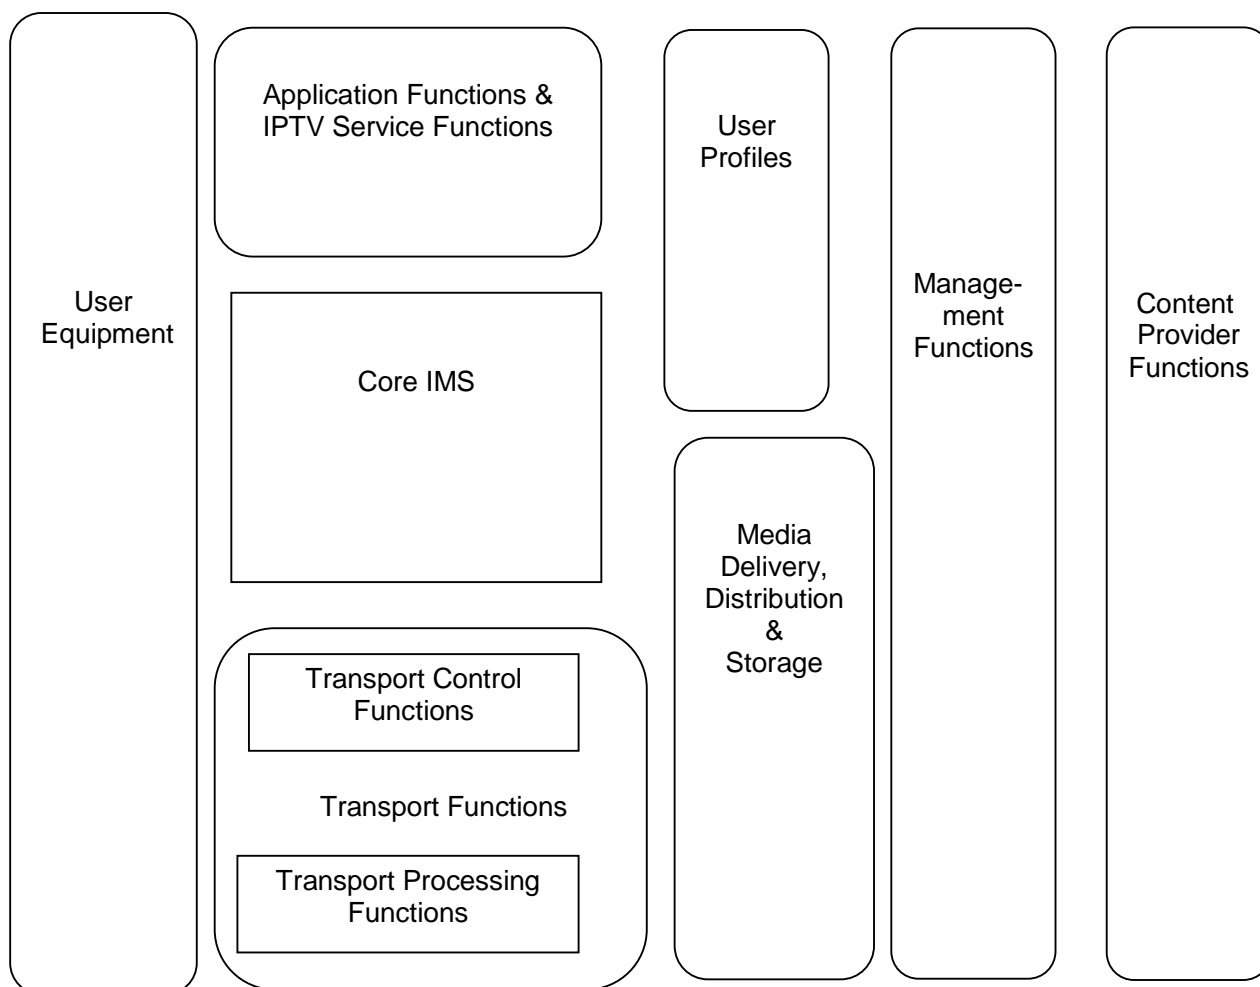 Application Functions &
IPTV Service Functions
User
Profiles
User
Equipment
Core IMS
Manage-
ment
Functions
Content
Provider
Functions
Media
Delivery,
Distribution
&
Storage
Transport Control
Functions
Transport Functions
Transport Processing
Functions